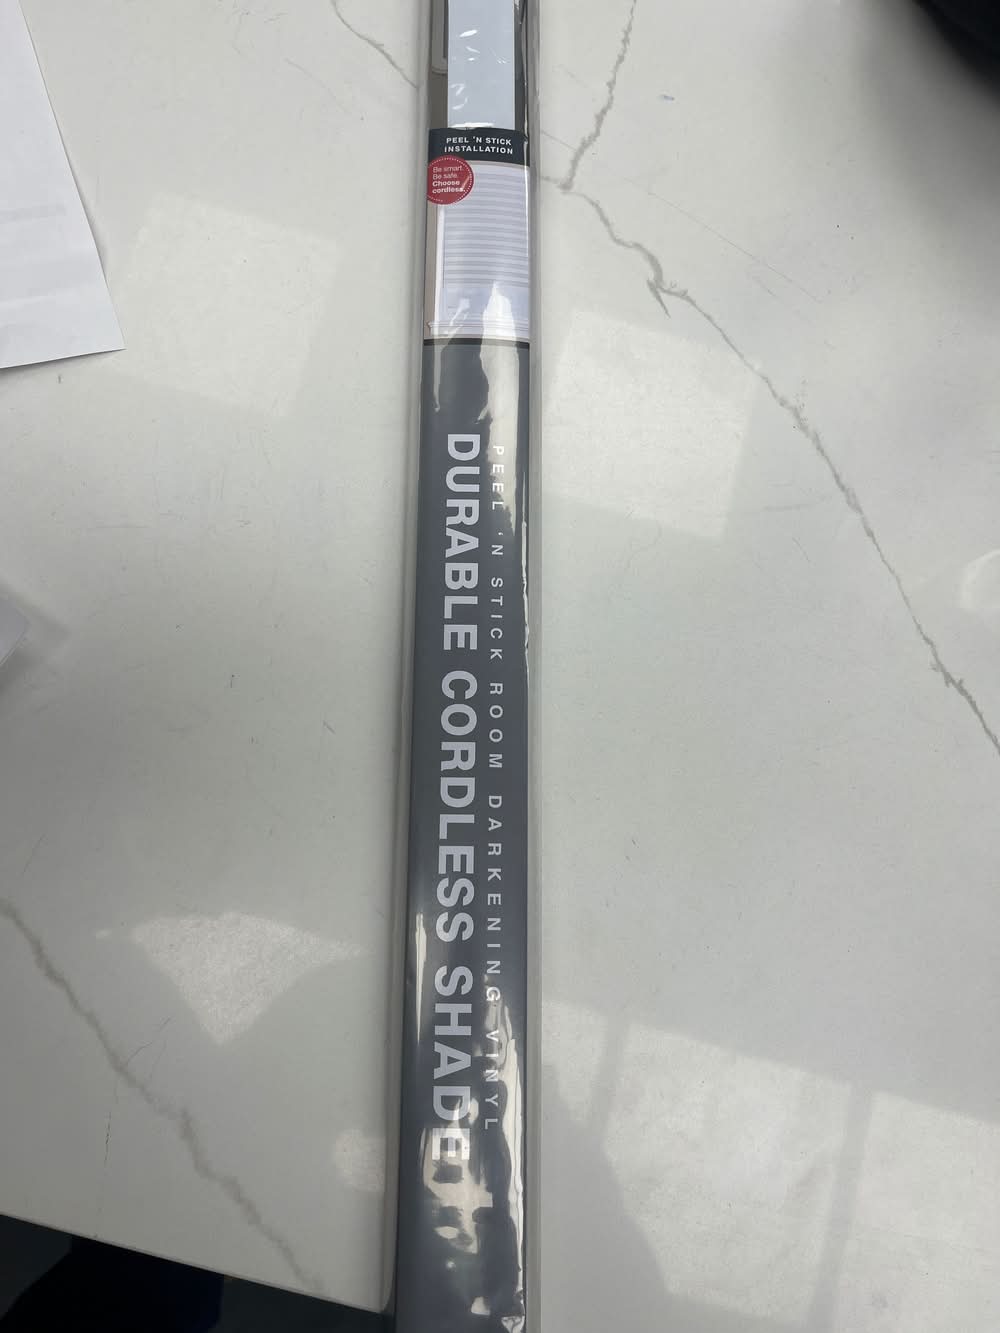 PEEL 'N STICK
INSTALLATION
Be smart.
Be safe.
Choose
cordless.
PEEL 'N STICK ROOM DARKENING VINYL
DURABLE CORDLESS SHADE